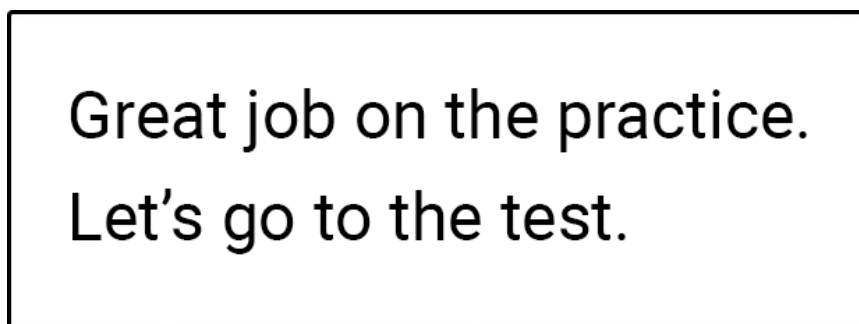 Great job on the practice.
Let’s go to the test.